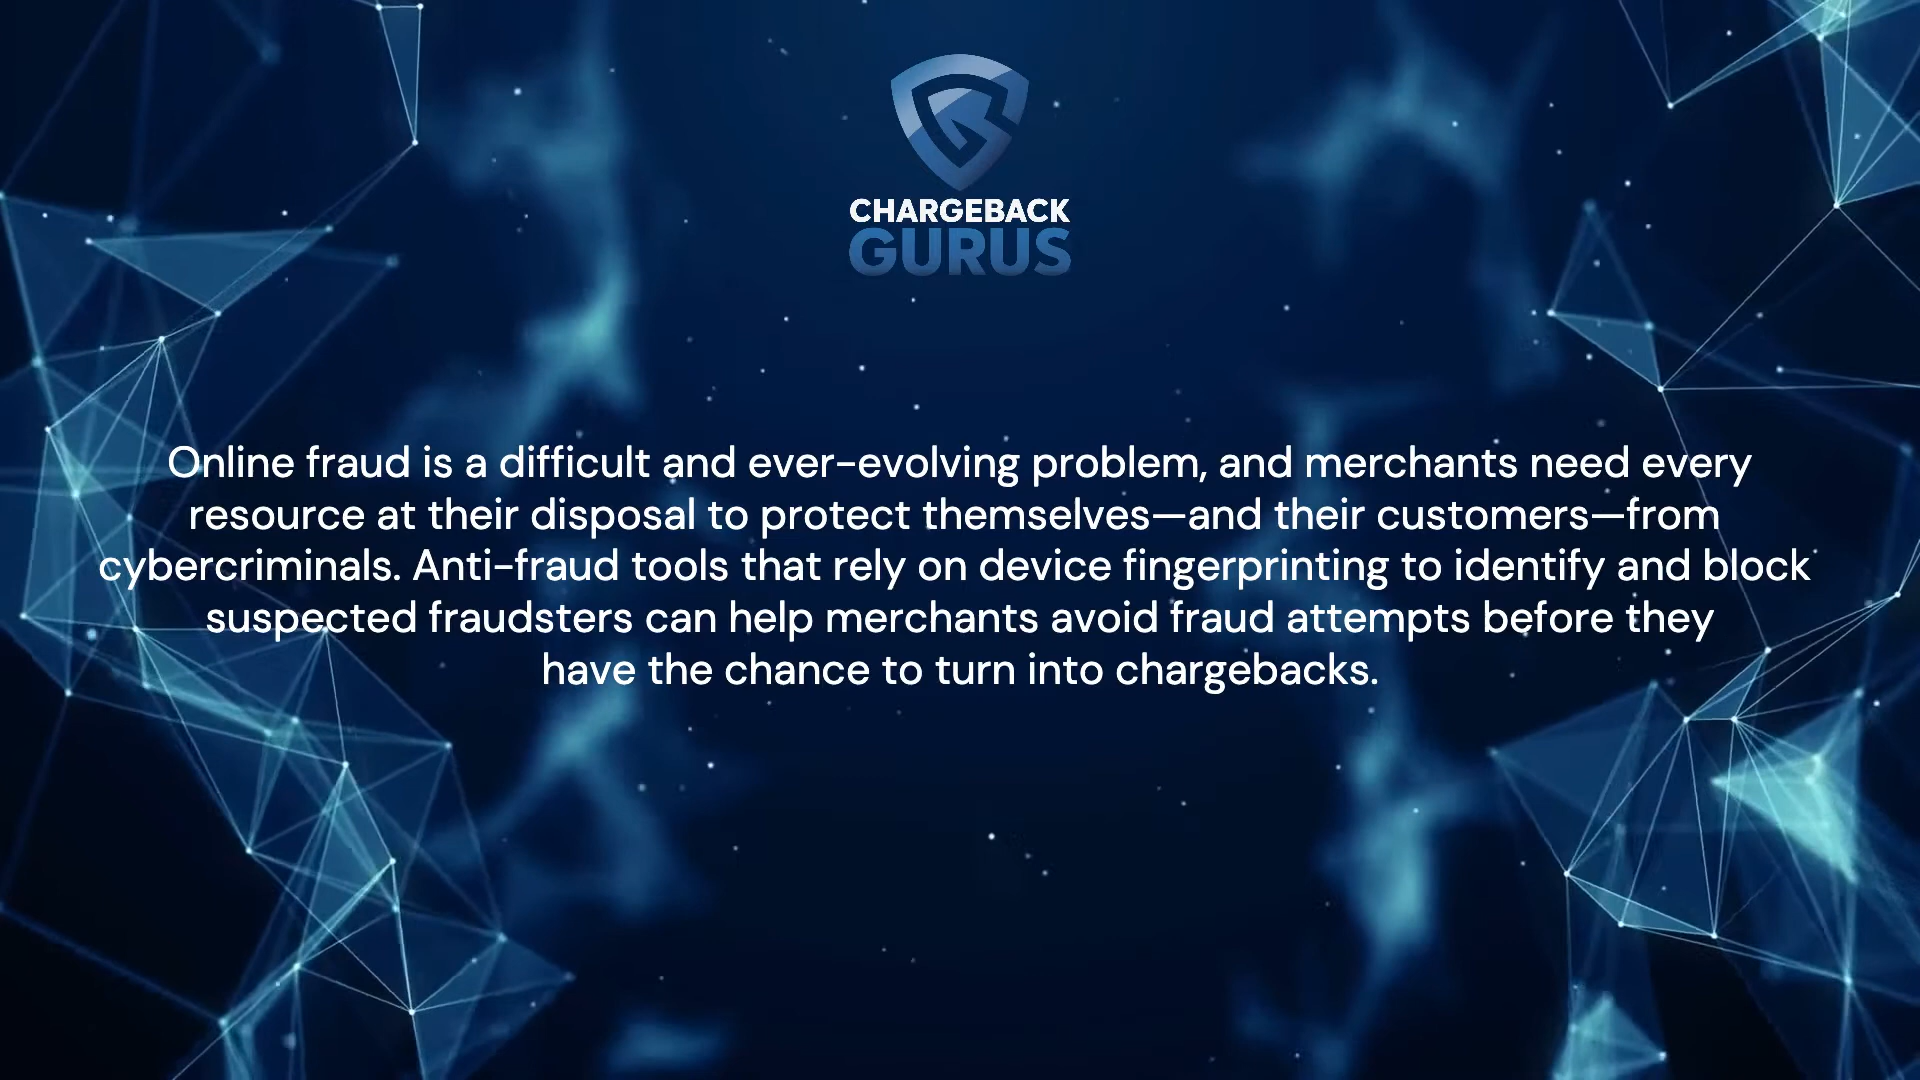 CHARGEBACK
GURUS
Online fraud is a difficult and ever-evolving problem, and merchants need every
resource at their disposal to protect themselves—and their customers—from
cybercriminals. Anti-fraud tools that rely on device fingerprinting to identify and block
suspected fraudsters can help merchants avoid fraud attempts before they
have the chance to turn into chargebacks.